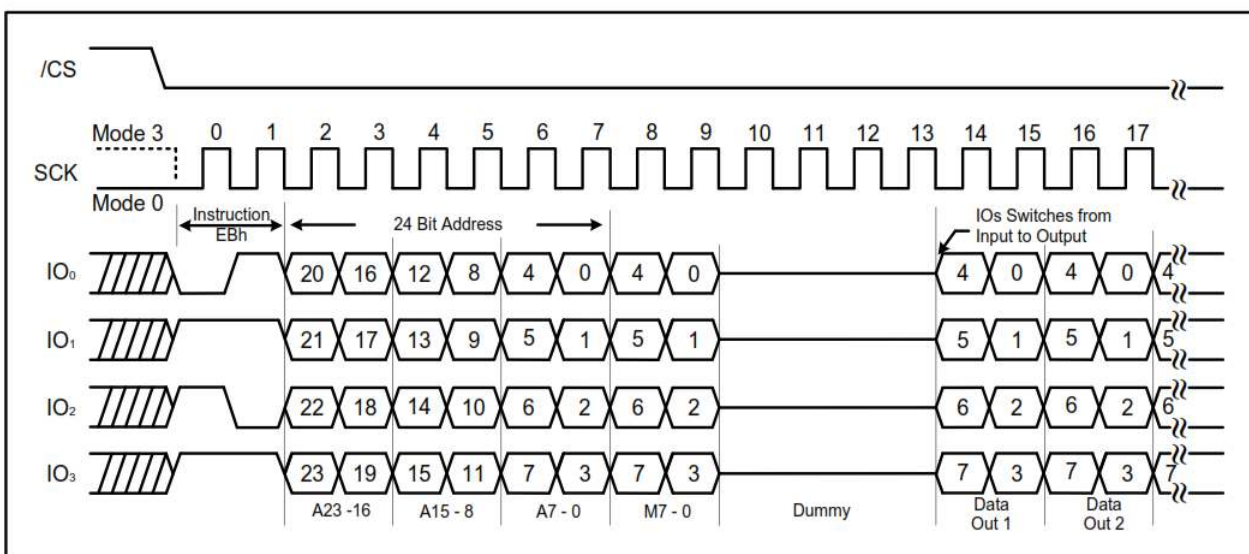 /CS
Mode 3 0 1 2 3 4 5 6 7 8 9 10 11 12 13 14 15 16 17
SCK
Mode 0
Instruction
EBh
24 Bit Address
IOs Switches from
Input to Output
IO₀ 20 16 12 8 4 0 4 0 4 0 4 0 4
IO₁ 21 17 13 9 5 1 5 1 5 1 5 1 5
IO₂ 22 18 14 10 6 2 6 2 6 2 6 2 6
IO₃ 23 19 15 11 7 3 7 3 7 3 7 3 7
A23 -16 A15 - 8 A7 - 0 M7 - 0 Dummy Data Data
Out 1 Out 2